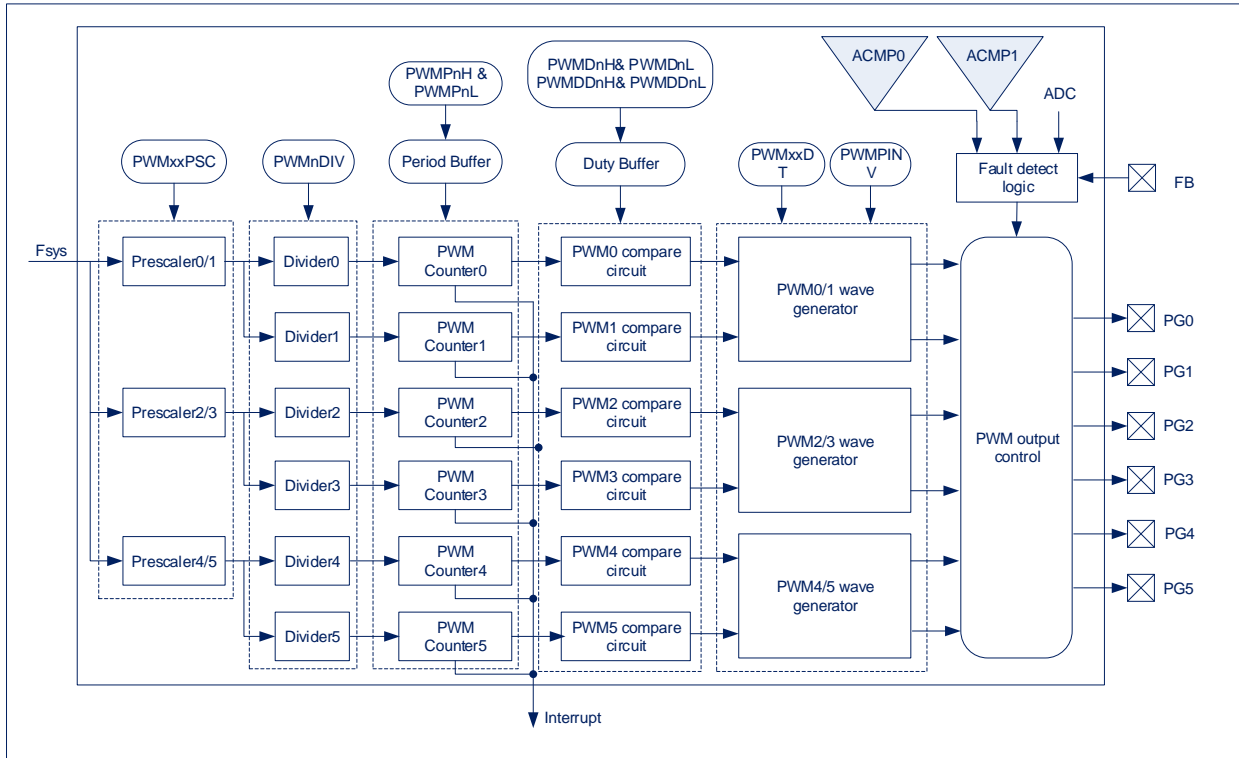 ACMP0
ACMP1
ADC
PWMPnH &
PWMPnL
PWMDnH& PWMDnL
PWMDDnH& PWMDDnL
PWMxxPSC
PWMnDIV
Period Buffer
Duty Buffer
PWMxxD
T
PWMPIN
V
Fault detect
logic
FB
Fsys
Prescaler0/1
Divider0
PWM
Counter0
PWM0 compare
circuit
PWM0/1 wave
generator
Divider1
PWM
Counter1
PWM1 compare
circuit
Prescaler2/3
Divider2
PWM
Counter2
PWM2 compare
circuit
PWM2/3 wave
generator
Divider3
PWM
Counter3
PWM3 compare
circuit
Prescaler4/5
Divider4
PWM
Counter4
PWM4 compare
circuit
PWM4/5 wave
generator
Divider5
PWM
Counter5
PWM5 compare
circuit
PWM output
control
PG0
PG1
PG2
PG3
PG4
PG5
Interrupt